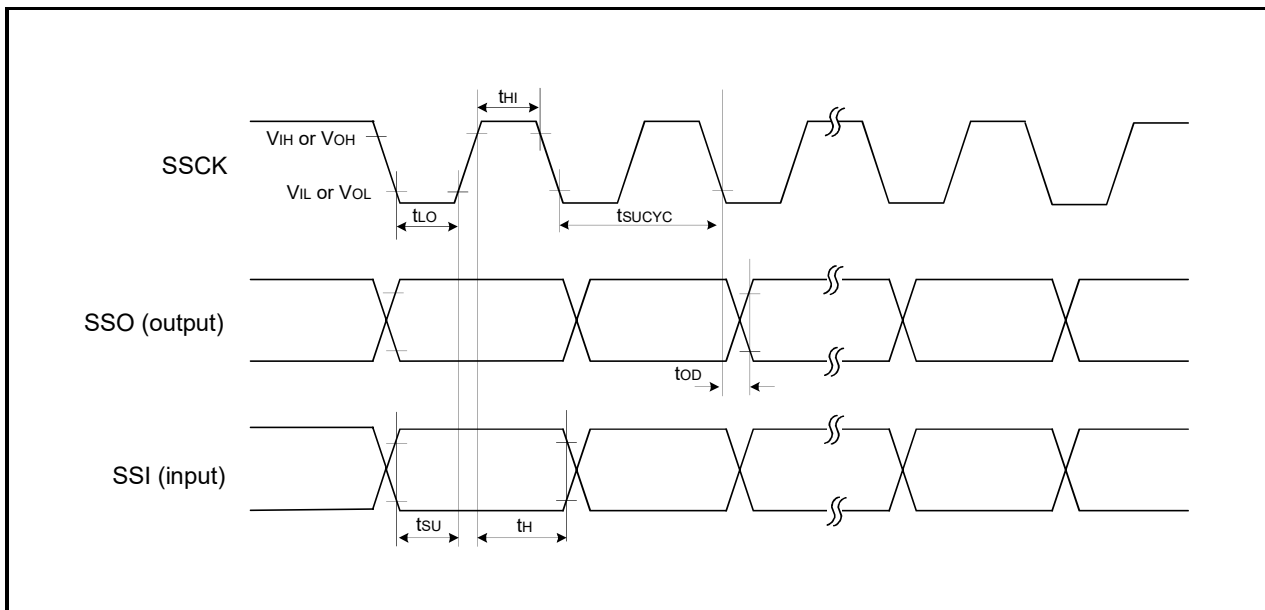 tHI
VIH or VOH
SSCK
VIL or VOL
tLO
tSUCYC
SSO (output)
tOD
SSI (input)
tSU
tH